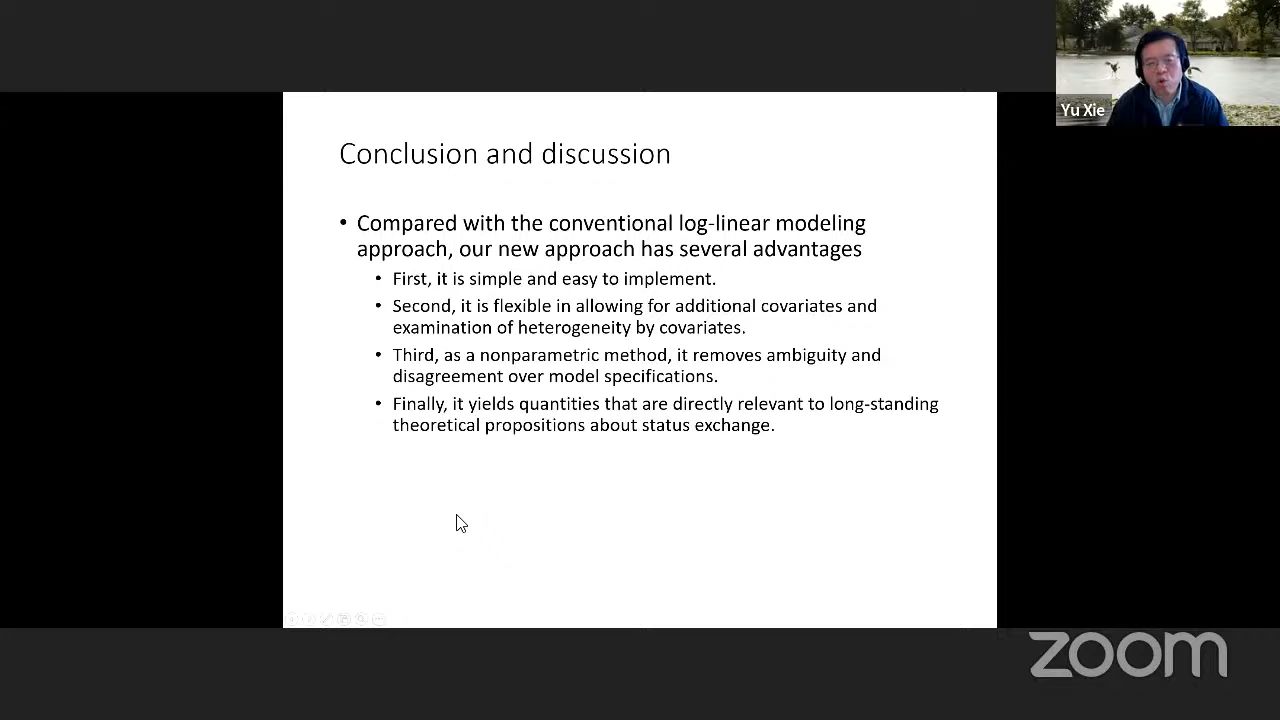 Yu Xie
Conclusion and discussion
• Compared with the conventional log-linear modeling
approach, our new approach has several advantages
• First, it is simple and easy to implement.
• Second, it is flexible in allowing for additional covariates and
examination of heterogeneity by covariates.
• Third, as a nonparametric method, it removes ambiguity and
disagreement over model specifications.
• Finally, it yields quantities that are directly relevant to long-standing
theoretical propositions about status exchange.
zoom